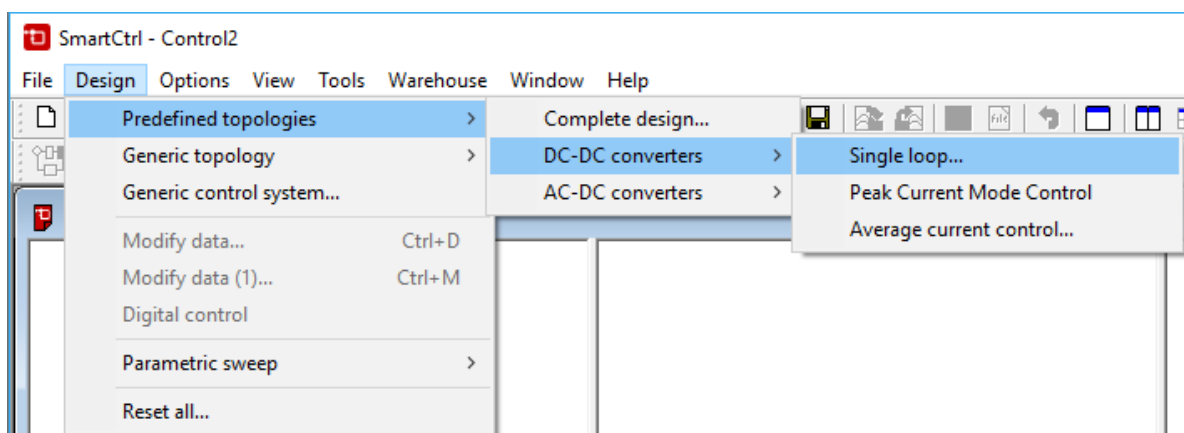 SmartCtrl - Control2
File Design Options View Tools Warehouse Window Help
Predefined topologies >
Complete design...
Generic topology >
DC-DC converters >
Single loop...
Generic control system...
AC-DC converters >
Peak Current Mode Control
Average current control...
Modify data... Ctrl+D
Modify data (1)... Ctrl+M
Digital control
Parametric sweep >
Reset all...